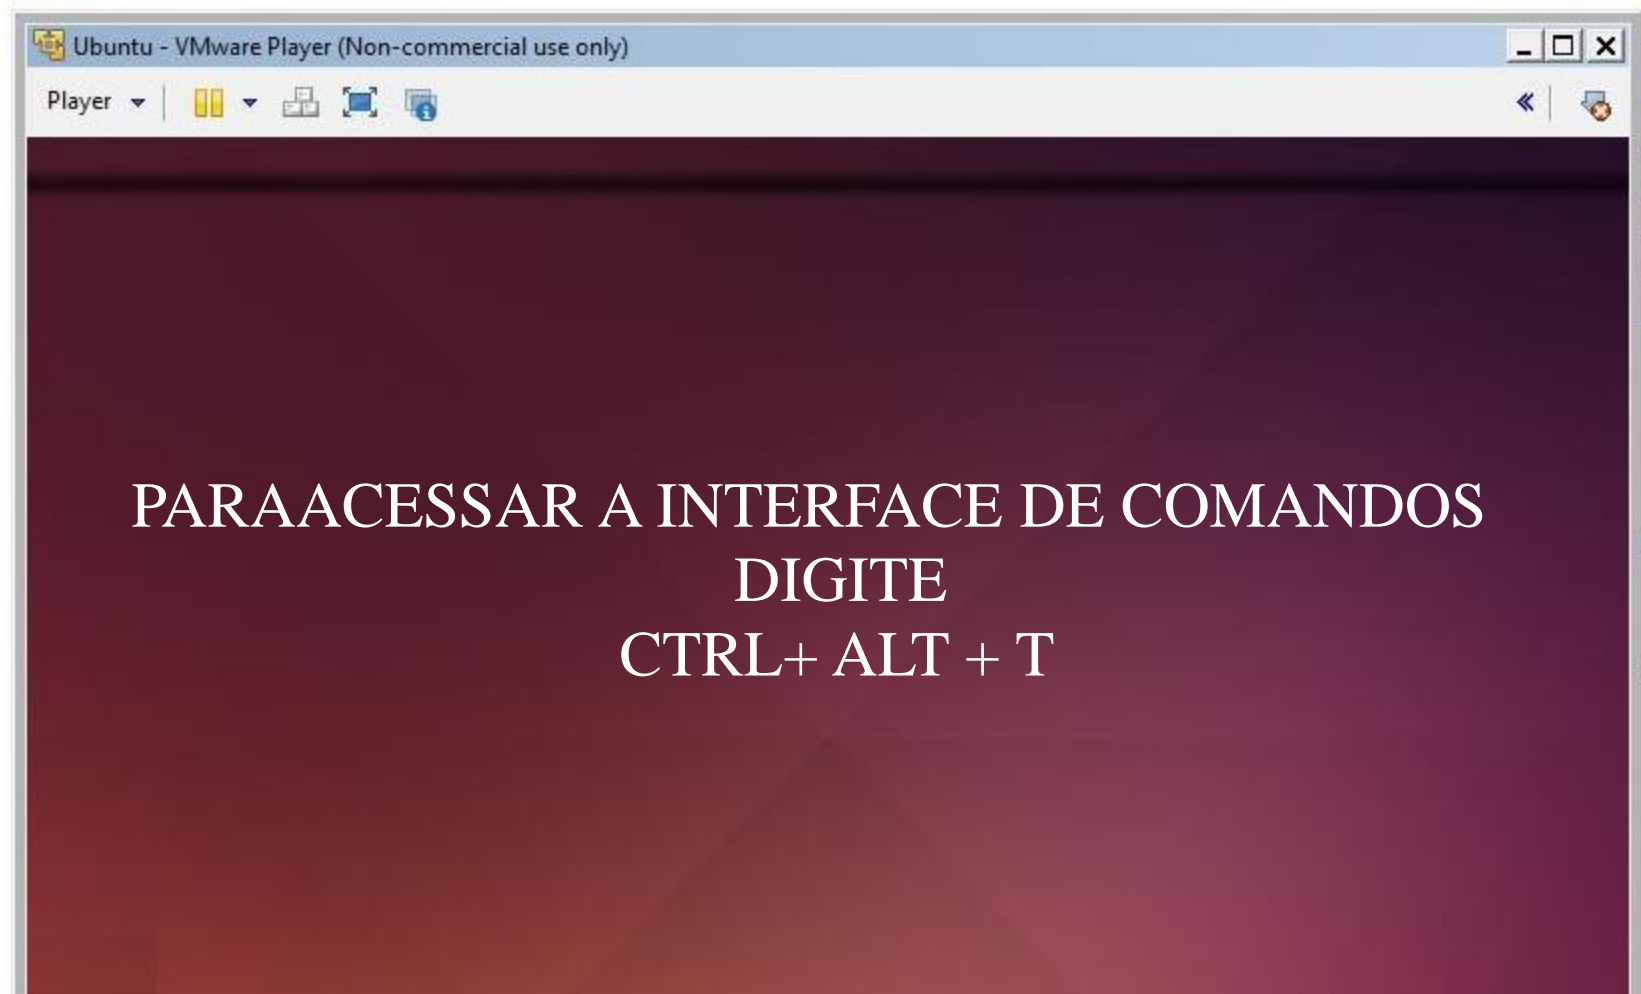 Ubuntu - VMware Player (Non-commercial use only)
Player
PARAACESSAR A INTERFACE DE COMANDOS
DIGITE
CTRL+ ALT + T